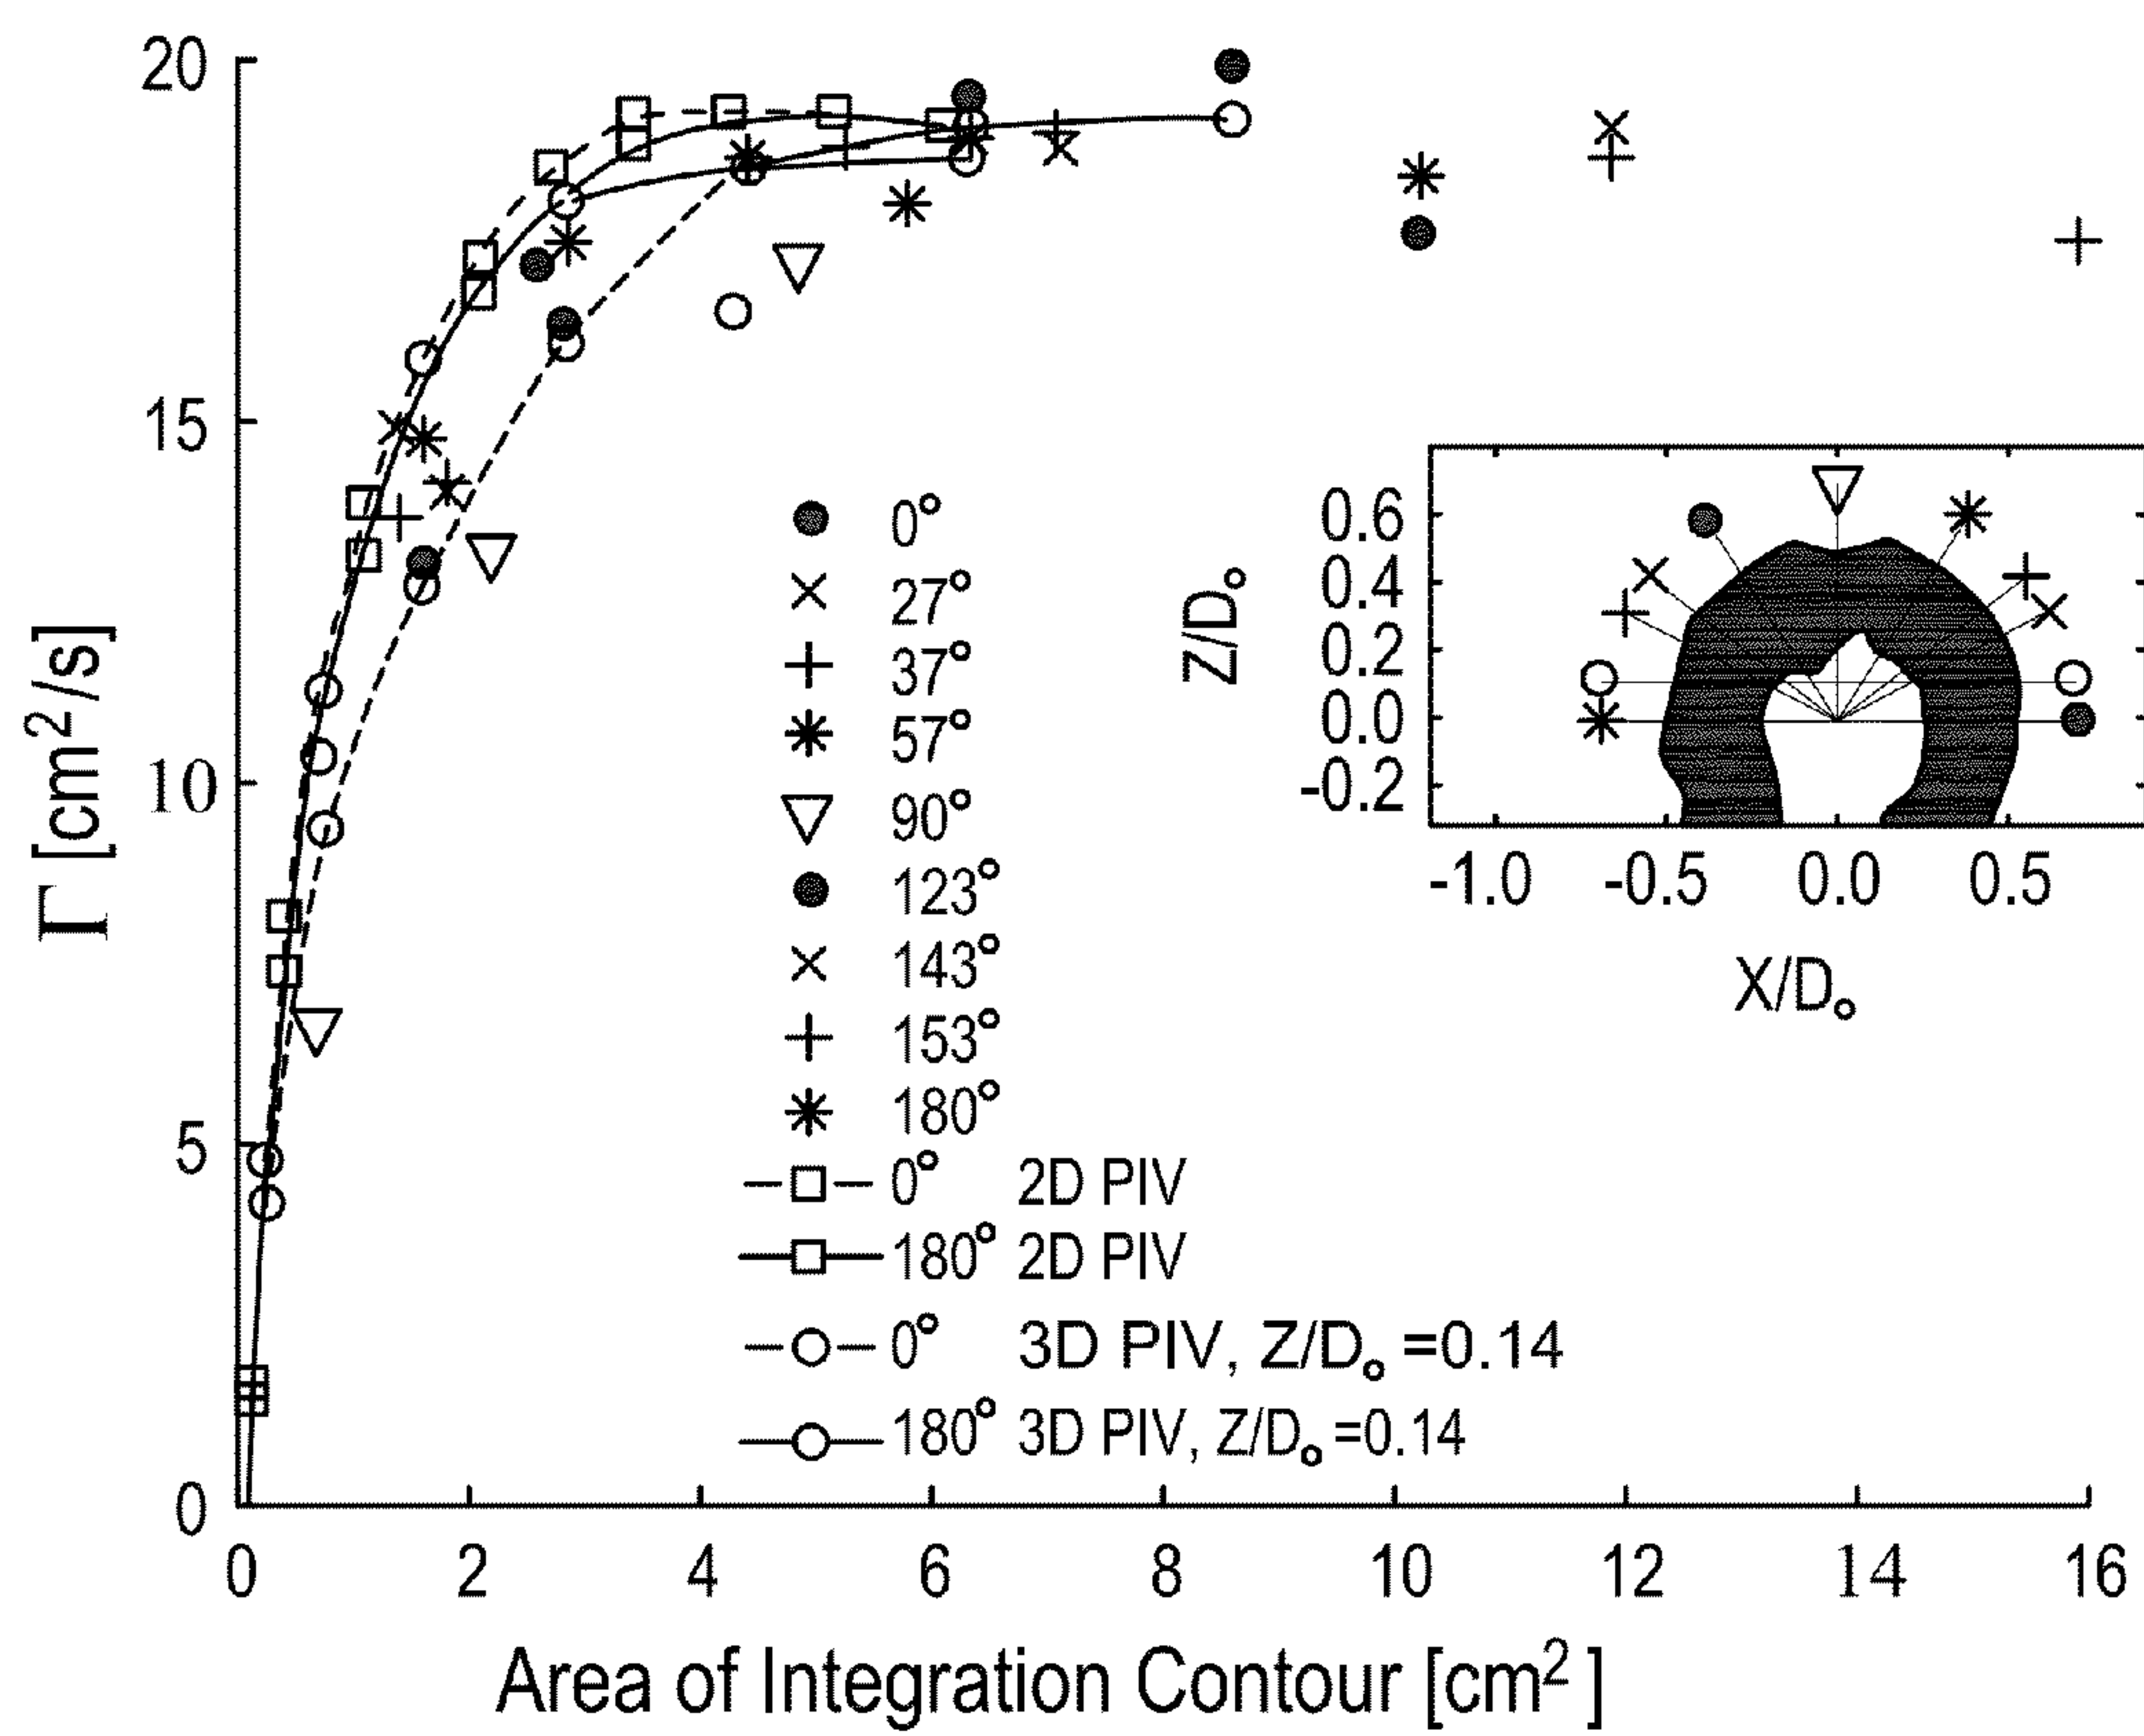 20
15
10
5
0
Γ [cm²/s]
0 2 4 6 8 10 12 14 16
Area of Integration Contour [cm²]
0°
27°
37°
57°
90°
123°
143°
153°
180°
0° 2D PIV
180° 2D PIV
0° 3D PIV, Z/Dₒ =0.14
180° 3D PIV, Z/Dₒ =0.14
Z/Dₒ
0.6
0.4
0.2
0.0
-0.2
-1.0 -0.5 0.0 0.5
X/Dₒ